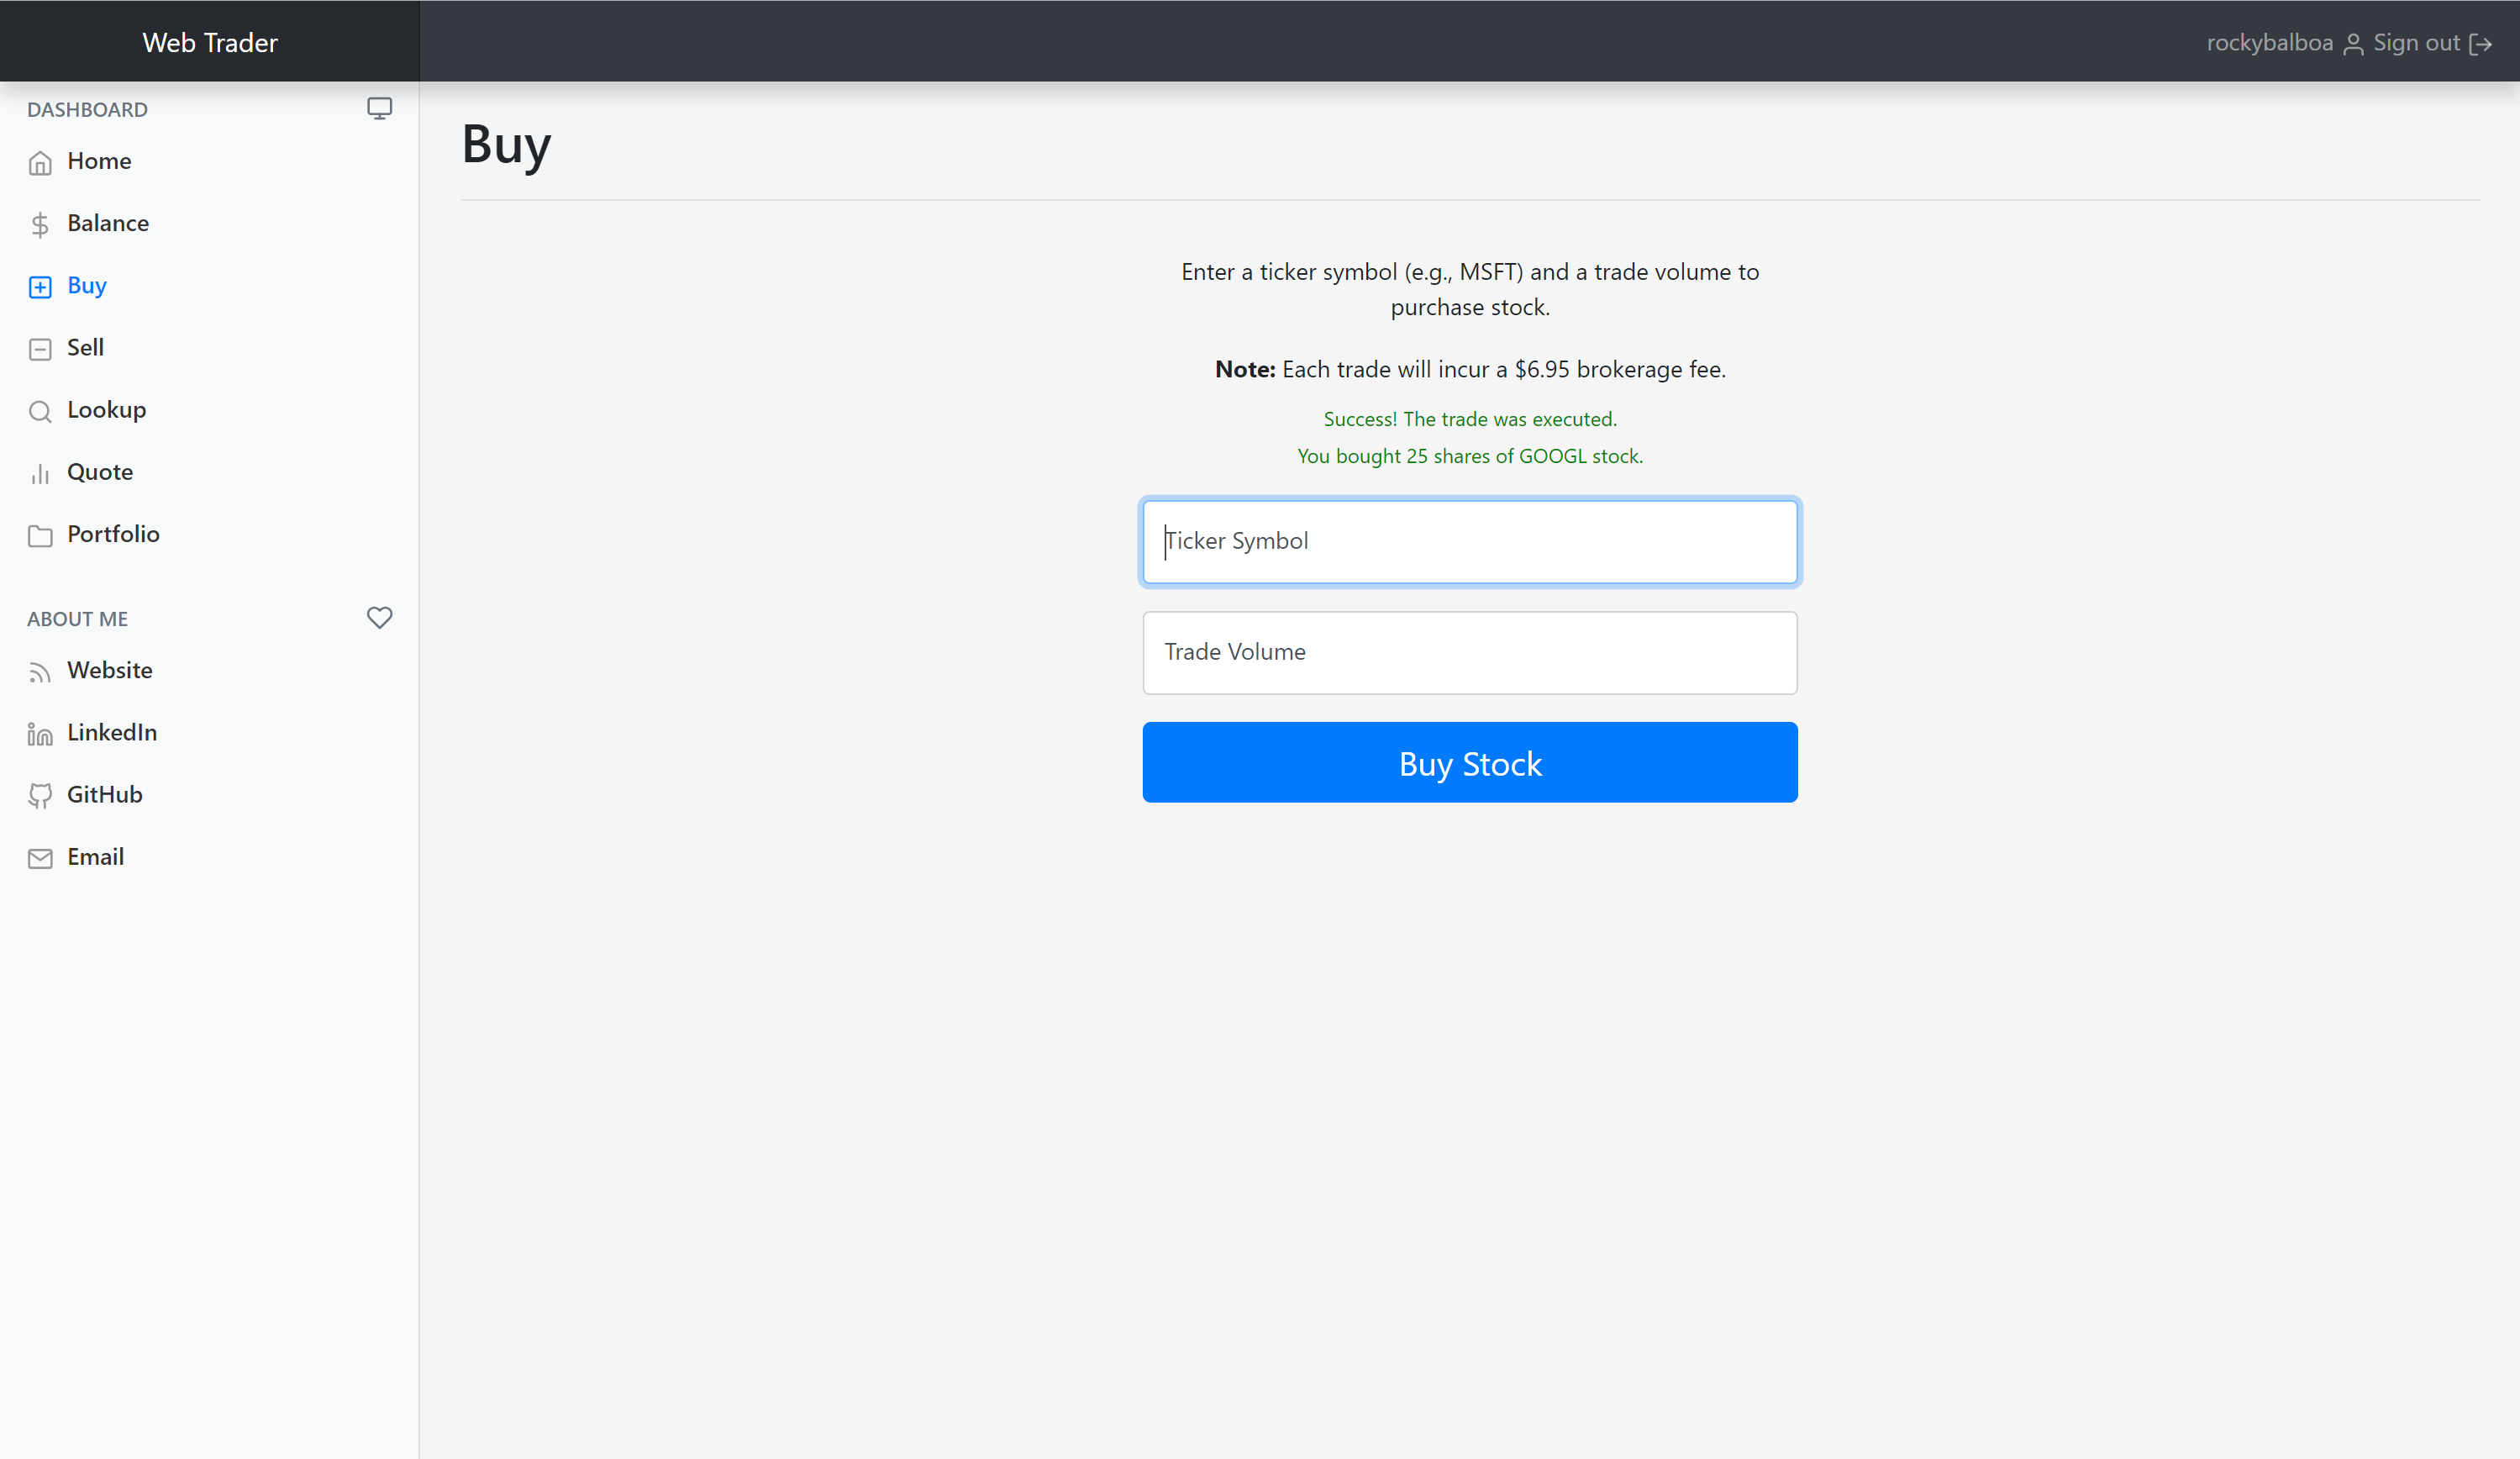 Web Trader
rockybalboa Sign out
DASHBOARD
Home
Balance
Buy
Sell
Lookup
Quote
Portfolio
ABOUT ME
Website
LinkedIn
GitHub
Email
Buy
Enter a ticker symbol (e.g., MSFT) and a trade volume to
purchase stock.
Note: Each trade will incur a $6.95 brokerage fee.
Success! The trade was executed.
You bought 25 shares of GOOGL stock.
Ticker Symbol
Trade Volume
Buy Stock